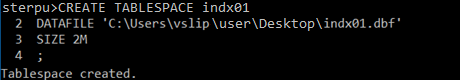 sterpu>CREATE TABLESPACE indx01
2 DATAFILE 'C:\Users\vslip\user\Desktop\indx01.dbf'
3 SIZE 2M
4 ;
Tablespace created.